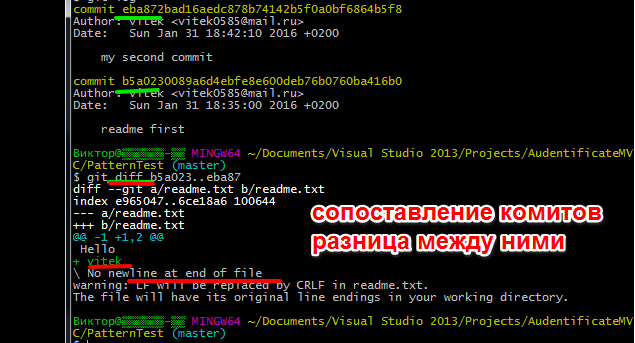 commit eba872bad16aedc878b74142b5f0a0bf6864b5f8
Author: vitek <vitek0585@mail.ru>
Date:   Sun Jan 31 18:42:10 2016 +0200
my second commit
commit b5a0230089a6d4ebfe8e600deb76b0760ba416b0
Author: vitek <vitek0585@mail.ru>
Date:   Sun Jan 31 18:35:00 2016 +0200
readme first
Виктор@ MINGW64 ~/Documents/Visual Studio 2013/Projects/AudentificateMV
C/PatternTest (master)
$ git diff b5a023..eba87
diff --git a/readme.txt b/readme.txt
index e965047..6ce18a6 100644
--- a/readme.txt
+++ b/readme.txt
@@ -1 +1,2 @@
Hello
+ vitek
\ No newline at end of file
warning: LF will be replaced by CRLF in readme.txt.
The file will have its original line endings in your working directory.
сопоставление комитов
разница между ними
Виктор@ MINGW64 ~/Documents/Visual Studio 2013/Projects/AudentificateMV
C/PatternTest (master)